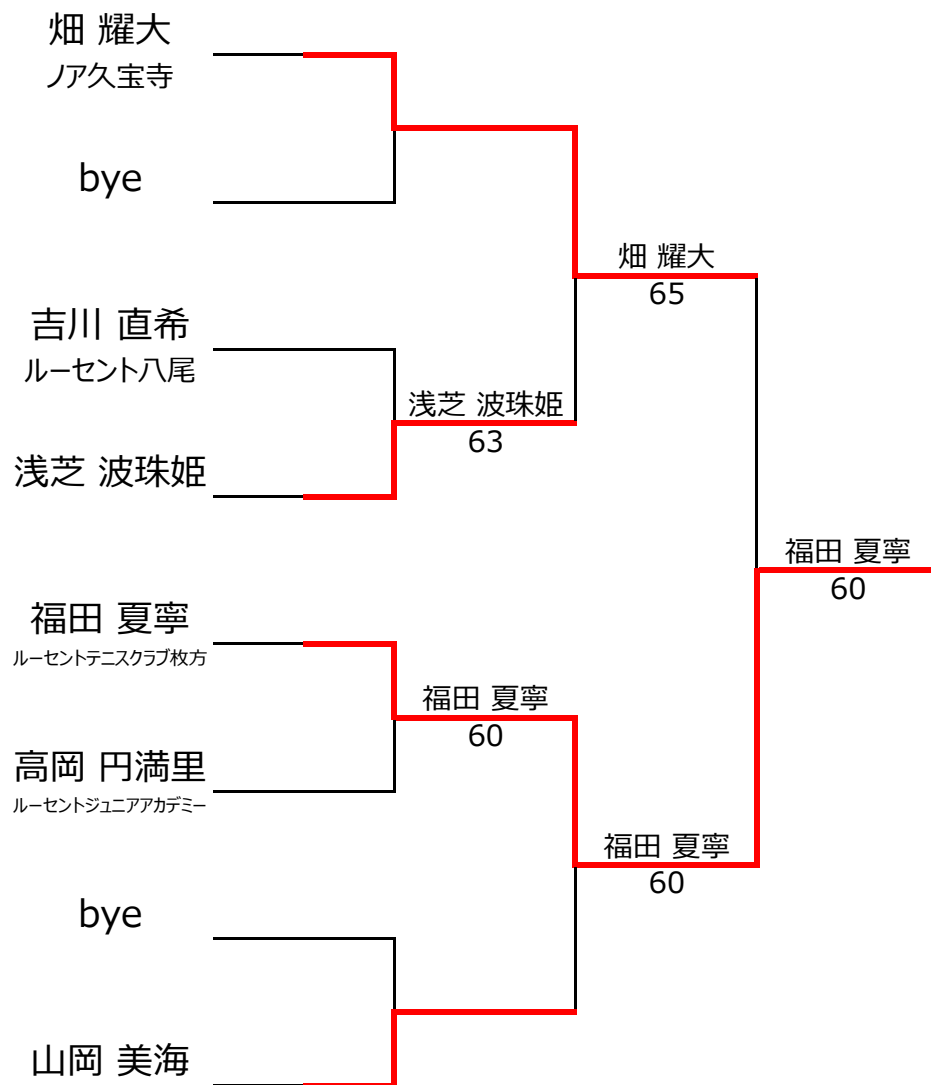 畑 耀大
ノア久宝寺
bye
畑 耀大
65
吉川 直希
ルーセント八尾
浅芝 波珠姫
63
浅芝 波珠姫
福田 夏寧
60
福田 夏寧
ルーセントテニスクラブ枚方
福田 夏寧
60
高岡 円満里
ルーセントジュニアアカデミー
福田 夏寧
60
bye
山岡 美海